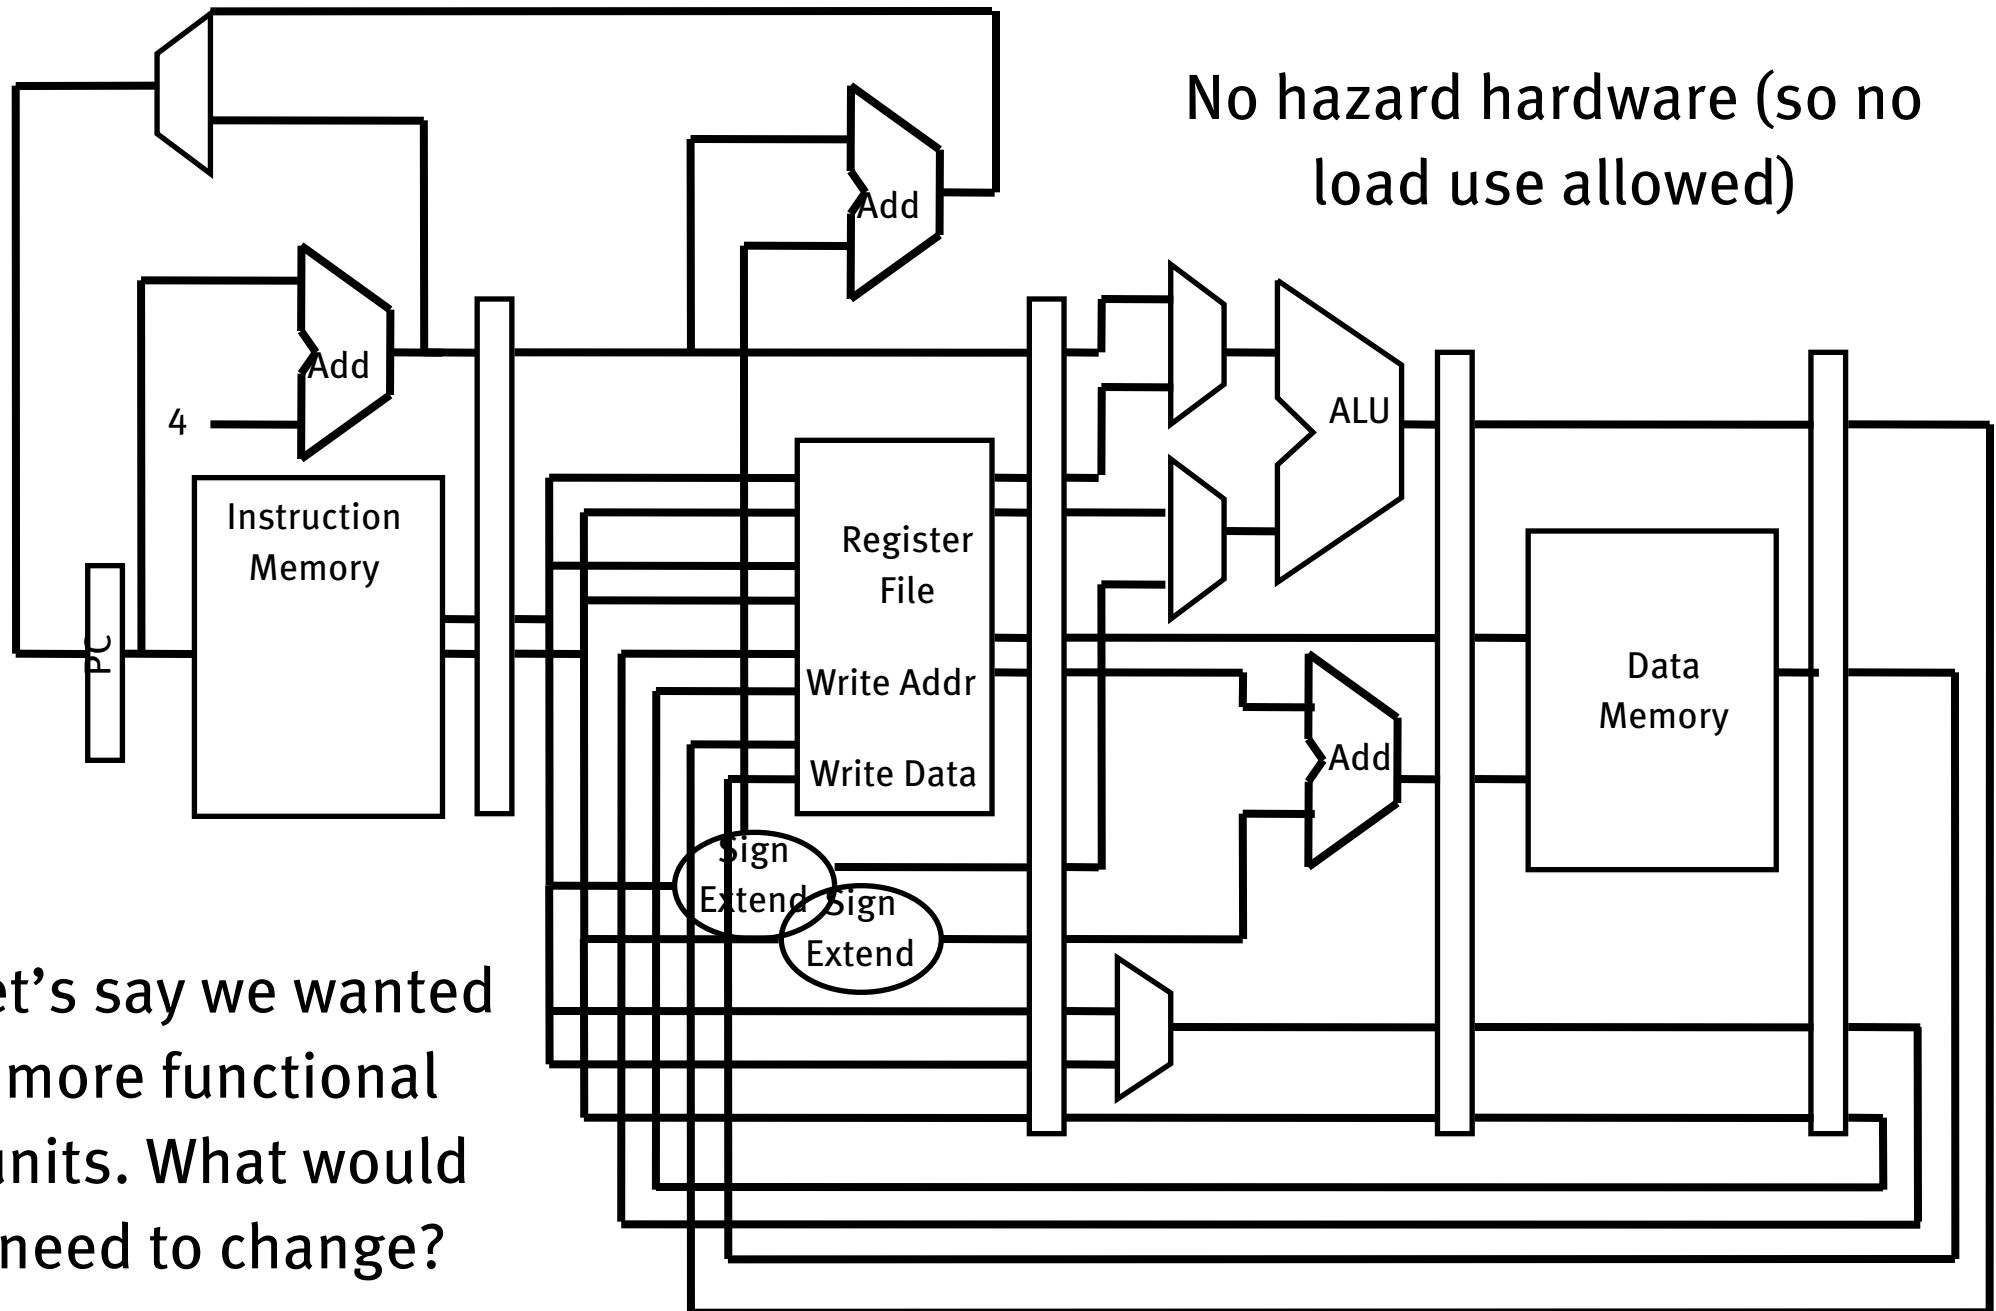 No hazard hardware (so no
load use allowed)
Add
Add
4
ALU
Instruction
Memory
Register
File
PC
Write Addr
Write Data
Data
Memory
Add
Sign
Extend
Sign
Extend
et’s say we wanted
more functional
units. What would
need to change?